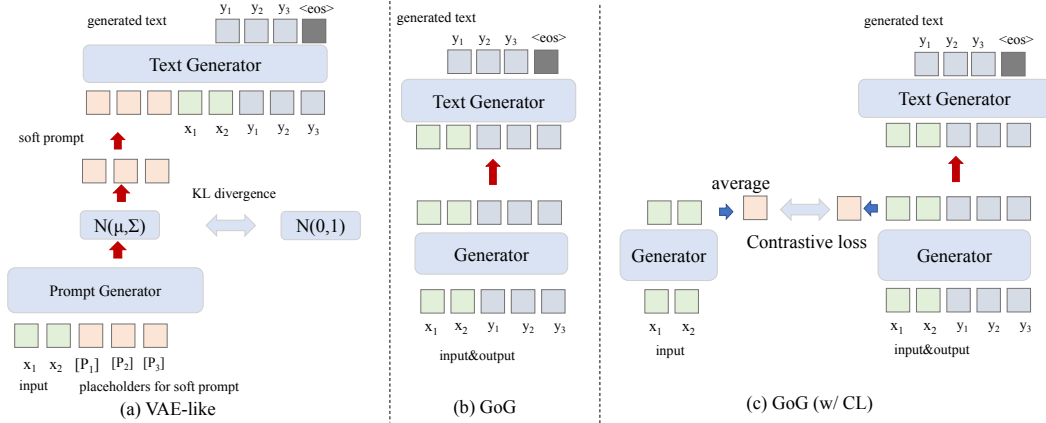 generated text
y₁ y₂ y₃ <eos>
Text Generator
x₁ x₂ y₁ y₂ y₃
soft prompt
KL divergence
N(μ,Σ)
N(0,1)
Prompt Generator
x₁ x₂ [P₁] [P₂] [P₃]
input
placeholders for soft prompt
(a) VAE-like
generated text
y₁ y₂ y₃ <eos>
Text Generator
Generator
x₁ x₂ y₁ y₂ y₃
input&output
(b) GoG
generated text
y₁ y₂ y₃ <eos>
Text Generator
average
Contrastive loss
Generator
x₁ x₂
input
Generator
x₁ x₂ y₁ y₂ y₃
input&output
(c) GoG (w/ CL)